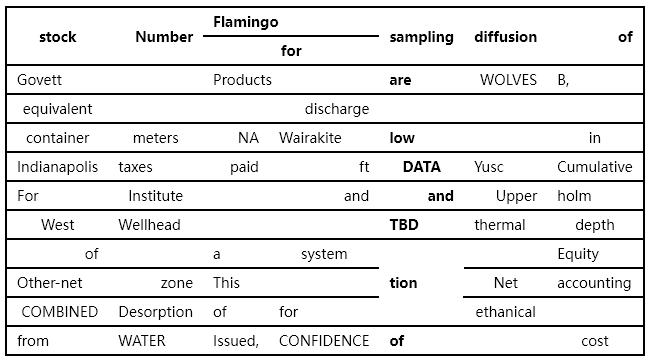 stock Number Flamingo sampling diffusion of
for
Govett Products are WOLVES B,
equivalent discharge
container meters NA Wairakite low in
Indianapolis taxes paid ft DATA Yusc Cumulative
For Institute and and Upper holm
West Wellhead TBD thermal depth
of a system Equity
Other-net zone This tion Net accounting
COMBINED Desorption of for ethanical
from WATER Issued, CONFIDENCE of cost